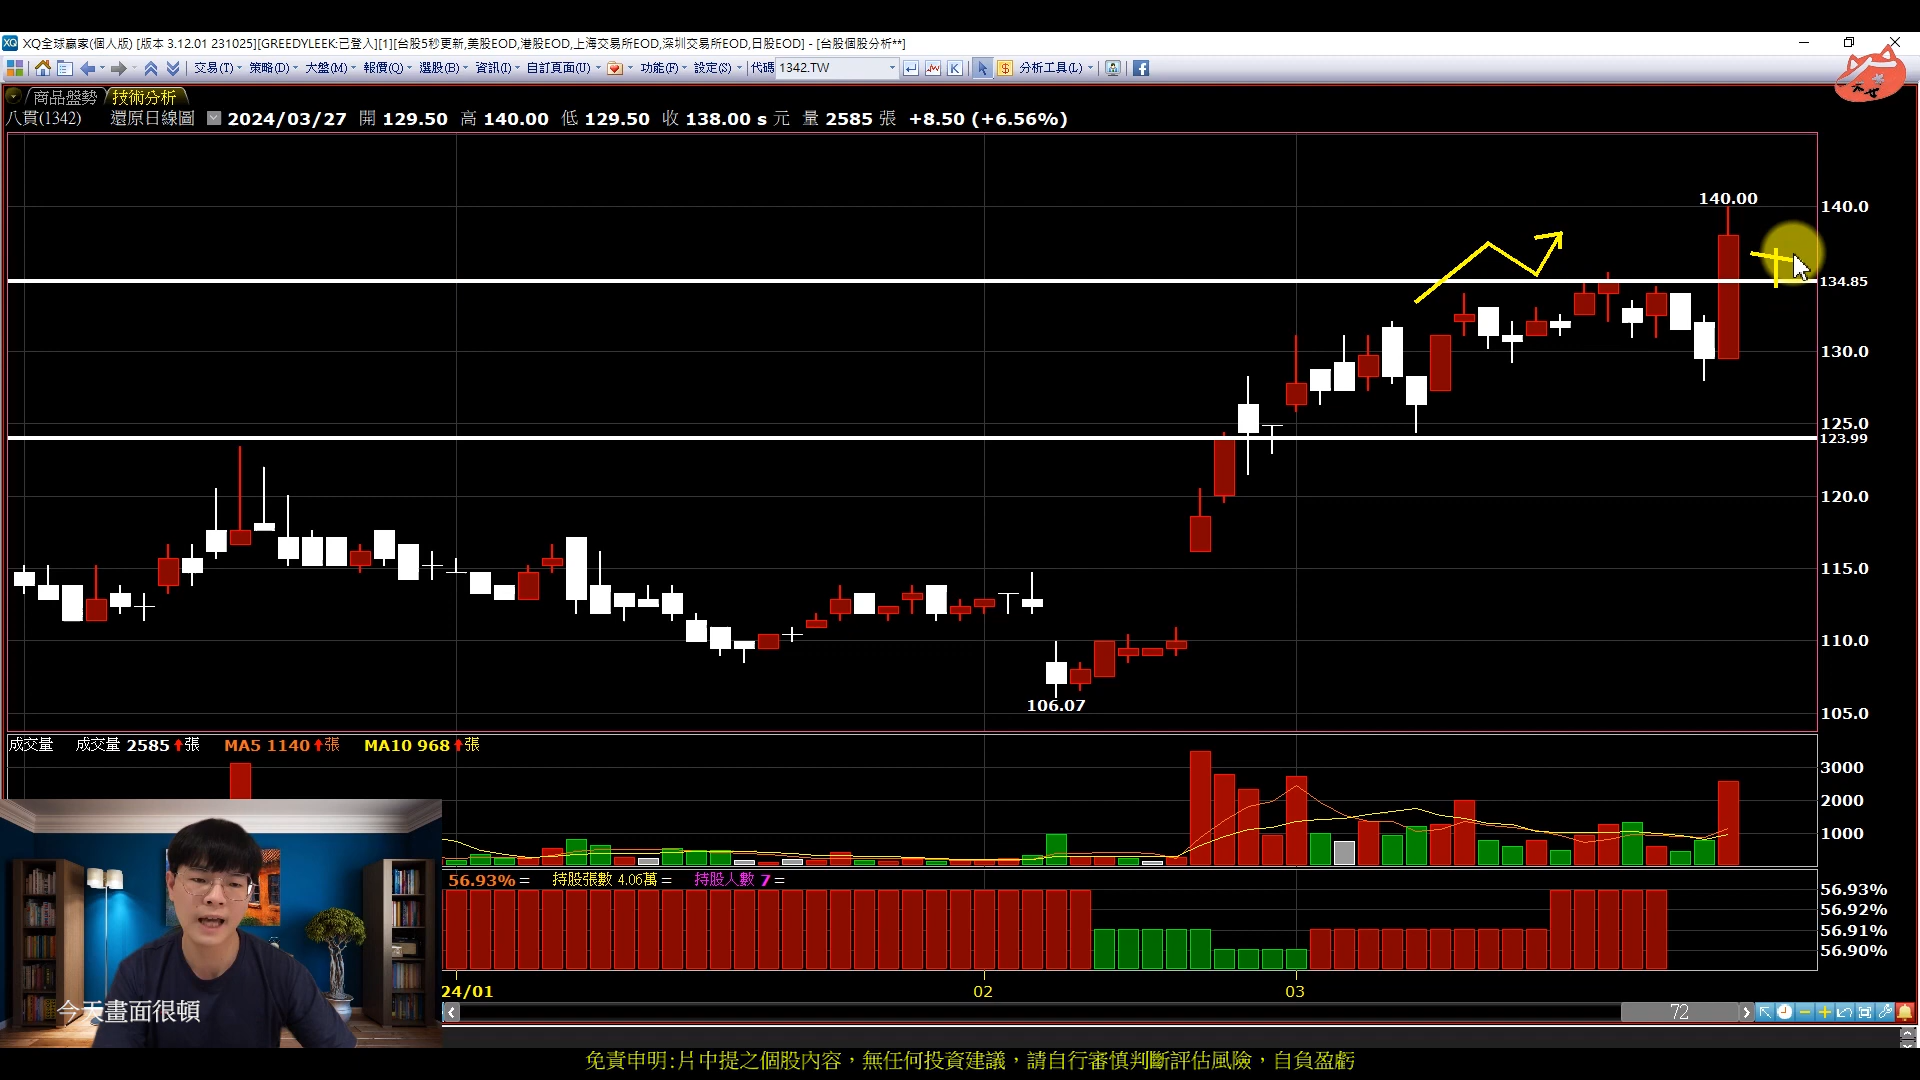 XQ全球贏家(個人版) [版本 3.12.01 231025][GREEDYLEEK:已登入][1][台股5秒更新,美股EOD,港股EOD,上海交易所EOD,深圳交易所EOD,日股EOD] - [台股個股分析**]
交易(T) 策略(D) 大盤(M) 報價(Q) 選股(B) 資訊(I) 自訂頁面(U) 功能(F) 設定(S) 代碼 1342.TW K $ 分析工具(L)
商品盤勢 技術分析
八貫(1342) 還原日線圖 2024/03/27 開 129.50 高 140.00 低 129.50 收 138.00 s 元 量 2585 張 +8.50 (+6.56%)
140.00
140.0
134.85
130.0
125.0
123.99
120.0
115.0
110.0
106.07
105.0
成交量 成交量 2585 張 MA5 1140 張 MA10 968 張
3000
2000
1000
56.93% = 持股張數 4.06萬 = 持股人數 7 =
56.93%
56.92%
56.91%
56.90%
24/01 02 03
72
今天畫面很頓
免責申明:片中提之個股內容，無任何投資建議，請自行審慎判斷評估風險，自負盈虧